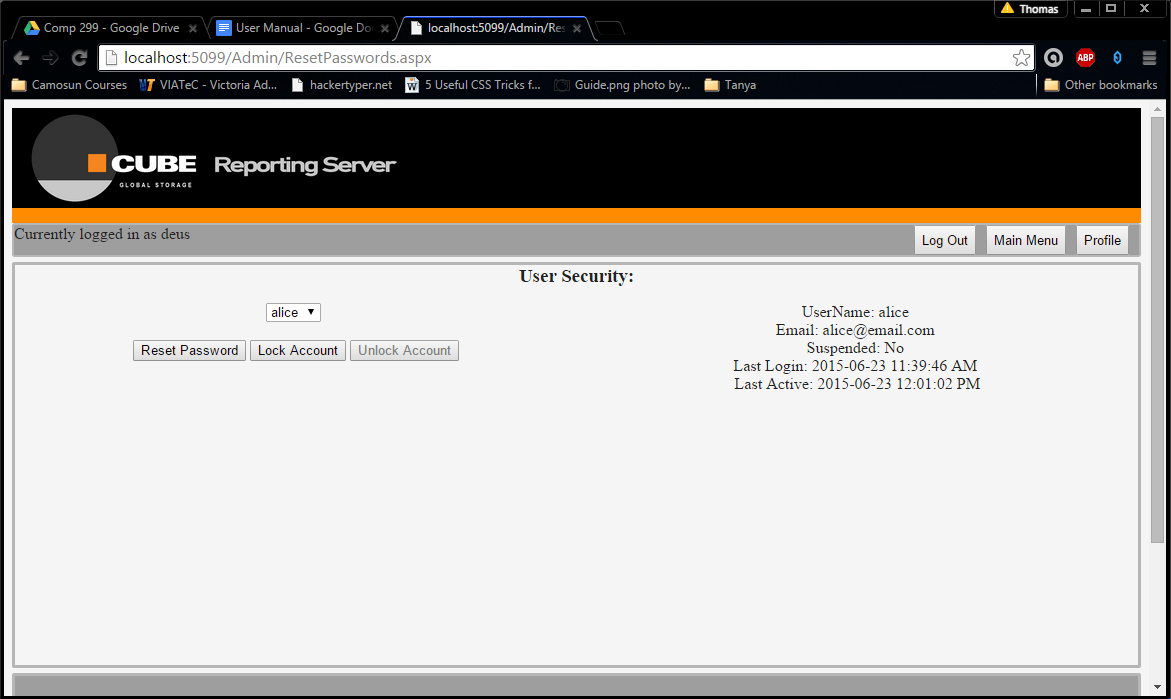 Thomas
Comp 299 - Google Drive
User Manual - Google Do
localhost:5099/Admin/Res
localhost:5099/Admin/ResetPasswords.aspx
ABP
Camosun Courses
VIATeC - Victoria Ad...
hackertyper.net
5 Useful CSS Tricks f...
Guide.png photo by...
Tanya
Other bookmarks
CUBE
GLOBAL STORAGE
Reporting Server
Currently logged in as deus
Log Out
Main Menu
Profile
User Security:
alice
Reset Password
Lock Account
Unlock Account
UserName: alice
Email: alice@email.com
Suspended: No
Last Login: 2015-06-23 11:39:46 AM
Last Active: 2015-06-23 12:01:02 PM